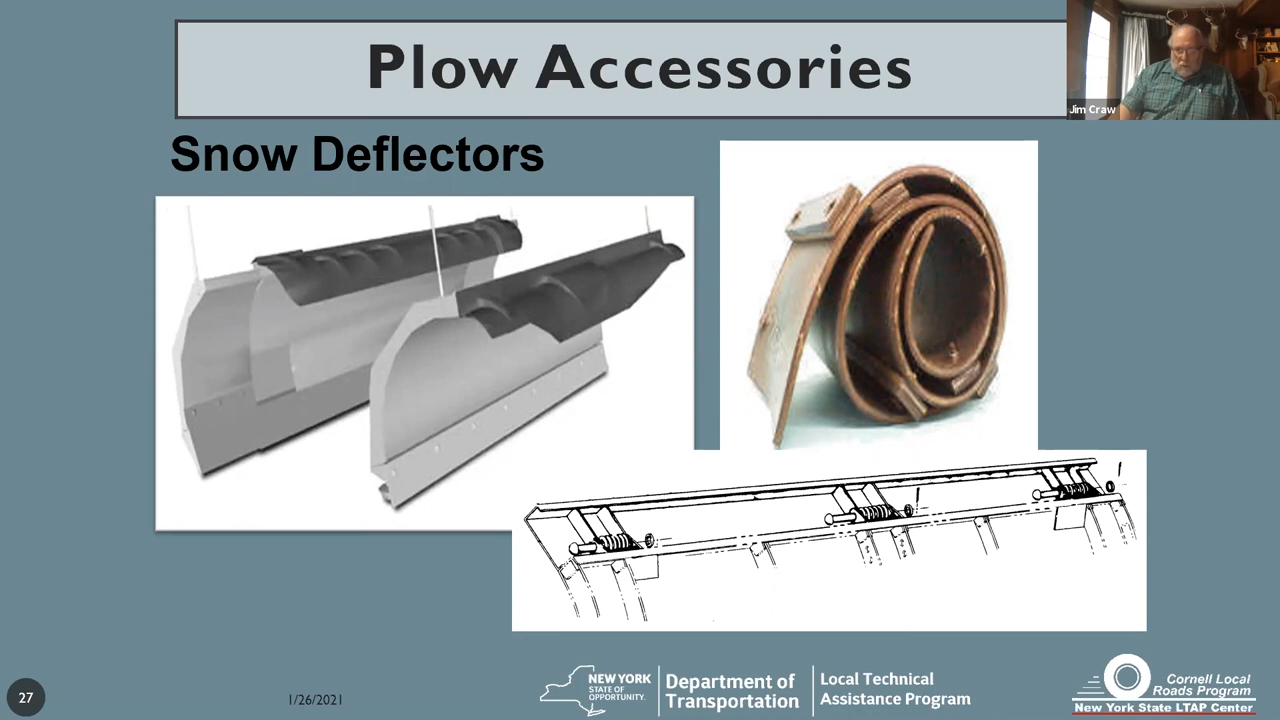 Plow Accessories
Jim Craw
Snow Deflectors
27
1/26/2021
NEW YORK
STATE OF
OPPORTUNITY.
Department of
Transportation
Local Technical
Assistance Program
Cornell Local
Roads Program
New York State LTAP Center